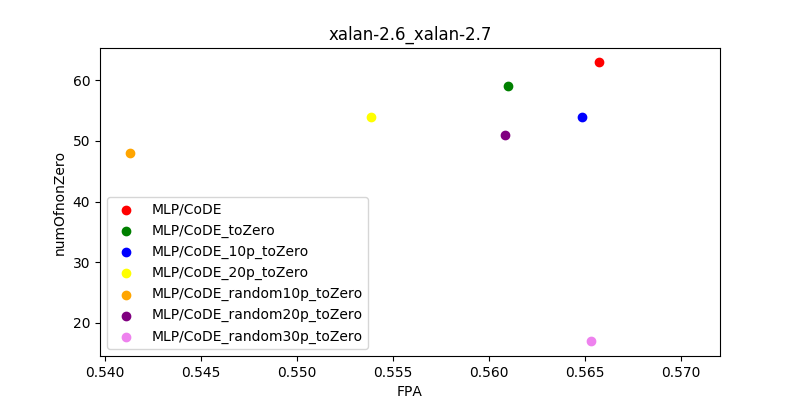 xalan-2.6_xalan-2.7
numOfnonZero
60
50
40
30
20
MLP/CoDE
MLP/CoDE_toZero
MLP/CoDE_10p_toZero
MLP/CoDE_20p_toZero
MLP/CoDE_random10p_toZero
MLP/CoDE_random20p_toZero
MLP/CoDE_random30p_toZero
0.540 0.545 0.550 0.555 0.560 0.565 0.570
FPA